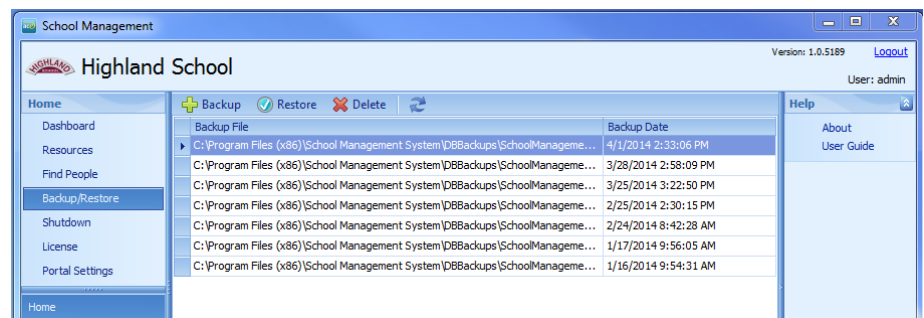 School Management
Version: 1.0.5189 Logout
HIGHLAND
Highland School
User: admin
Home
Backup Restore Delete
Help
Dashboard
Resources
Find People
Backup/Restore
Shutdown
License
Portal Settings
Home
Backup File Backup Date
C:\Program Files (x86)\School Management System\DBBackups\SchoolManageme... 4/1/2014 2:33:06 PM
C:\Program Files (x86)\School Management System\DBBackups\SchoolManageme... 3/28/2014 2:58:09 PM
C:\Program Files (x86)\School Management System\DBBackups\SchoolManageme... 3/25/2014 3:22:50 PM
C:\Program Files (x86)\School Management System\DBBackups\SchoolManageme... 2/25/2014 2:30:15 PM
C:\Program Files (x86)\School Management System\DBBackups\SchoolManageme... 2/24/2014 8:42:28 AM
C:\Program Files (x86)\School Management System\DBBackups\SchoolManageme... 1/17/2014 9:56:05 AM
C:\Program Files (x86)\School Management System\DBBackups\SchoolManageme... 1/16/2014 9:54:31 AM
About
User Guide